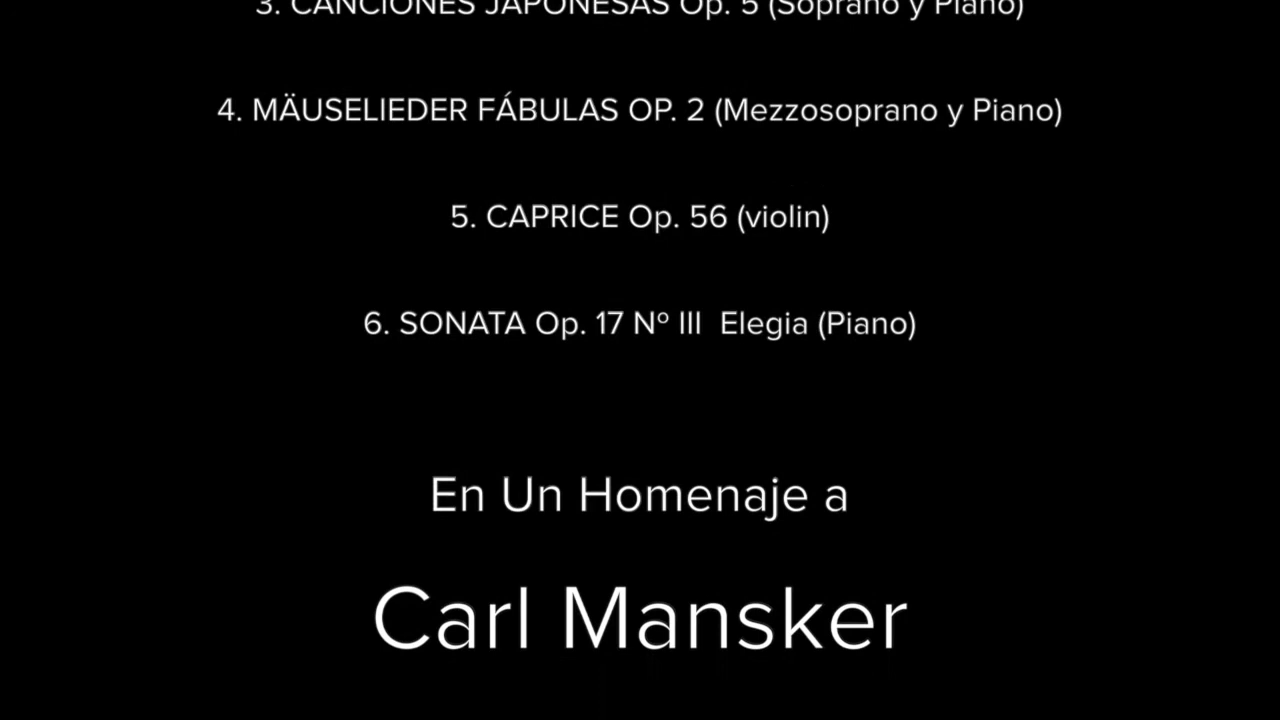 3. CANCIONES JAPONESAS Op. 5 (Soprano y Piano)
4. MÄUSELIEDER FÁBULAS OP. 2 (Mezzosoprano y Piano)
5. CAPRICE Op. 56 (violin)
6. SONATA Op. 17 Nº III Elegia (Piano)
En Un Homenaje a
Carl Mansker